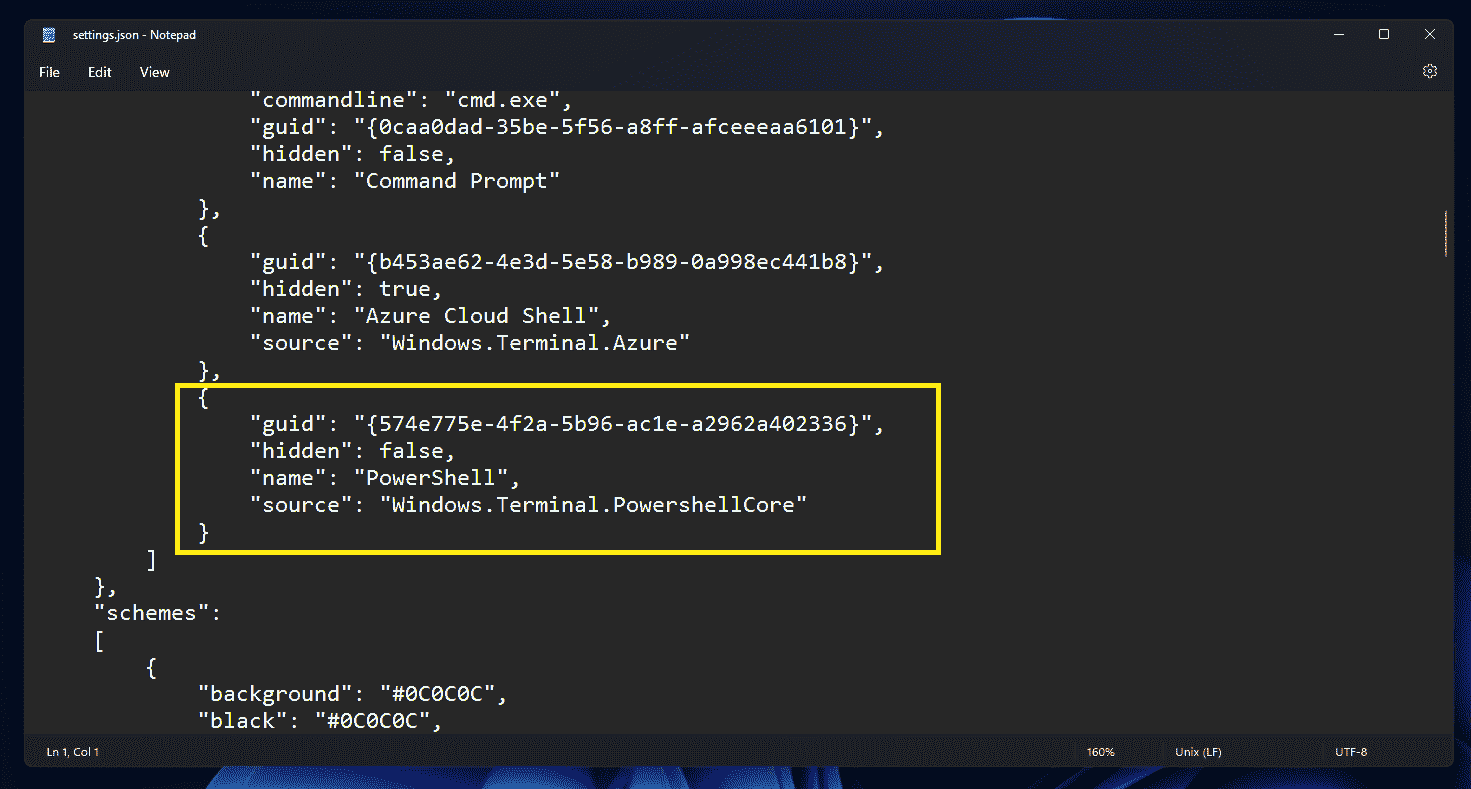 settings.json - Notepad
File Edit View
"commandline": "cmd.exe",
"guid": "{0caa0dad-35be-5f56-a8ff-afceeeaa6101}",
"hidden": false,
"name": "Command Prompt"
},
{
"guid": "{b453ae62-4e3d-5e58-b989-0a998ec441b8}",
"hidden": true,
"name": "Azure Cloud Shell",
"source": "Windows.Terminal.Azure"
},
{
"guid": "{574e775e-4f2a-5b96-ac1e-a2962a402336}",
"hidden": false,
"name": "PowerShell",
"source": "Windows.Terminal.PowershellCore"
}
]
},
"schemes":
[
{
"background": "#0C0C0C",
"black": "#0C0C0C",
Ln 1, Col 1 160% Unix (LF) UTF-8